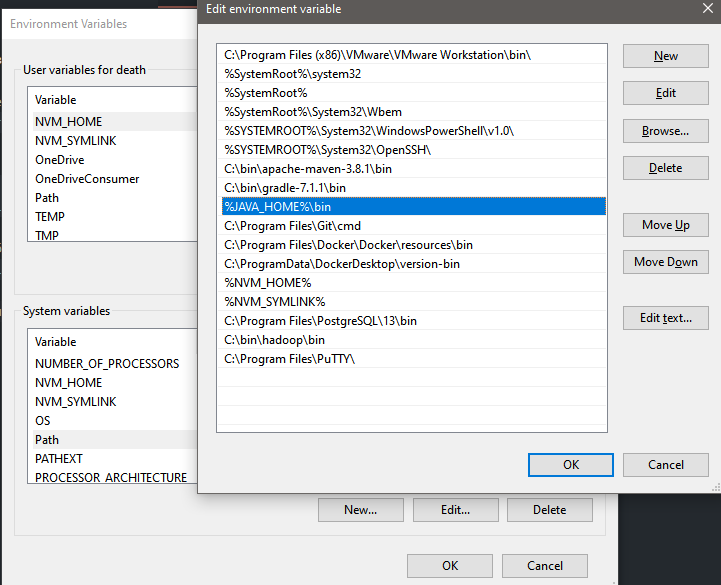 Environment Variables
User variables for death
Variable
NVM_HOME
NVM_SYMLINK
OneDrive
OneDriveConsumer
Path
TEMP
TMP
System variables
Variable
NUMBER_OF_PROCESSORS
NVM_HOME
NVM_SYMLINK
OS
Path
PATHEXT
PROCESSOR_ARCHITECTURE
New...
Edit...
Delete
OK
Cancel
Edit environment variable
C:\Program Files (x86)\VMware\VMware Workstation\bin\
%SystemRoot%\system32
%SystemRoot%
%SystemRoot%\System32\Wbem
%SYSTEMROOT%\System32\WindowsPowerShell\v1.0\
%SYSTEMROOT%\System32\OpenSSH\
C:\bin\apache-maven-3.8.1\bin
C:\bin\gradle-7.1.1\bin
%JAVA_HOME%\bin
C:\Program Files\Git\cmd
C:\Program Files\Docker\Docker\resources\bin
C:\ProgramData\DockerDesktop\version-bin
%NVM_HOME%
%NVM_SYMLINK%
C:\Program Files\PostgreSQL\13\bin
C:\bin\hadoop\bin
C:\Program Files\PuTTY\
New
Edit
Browse...
Delete
Move Up
Move Down
Edit text...
OK
Cancel